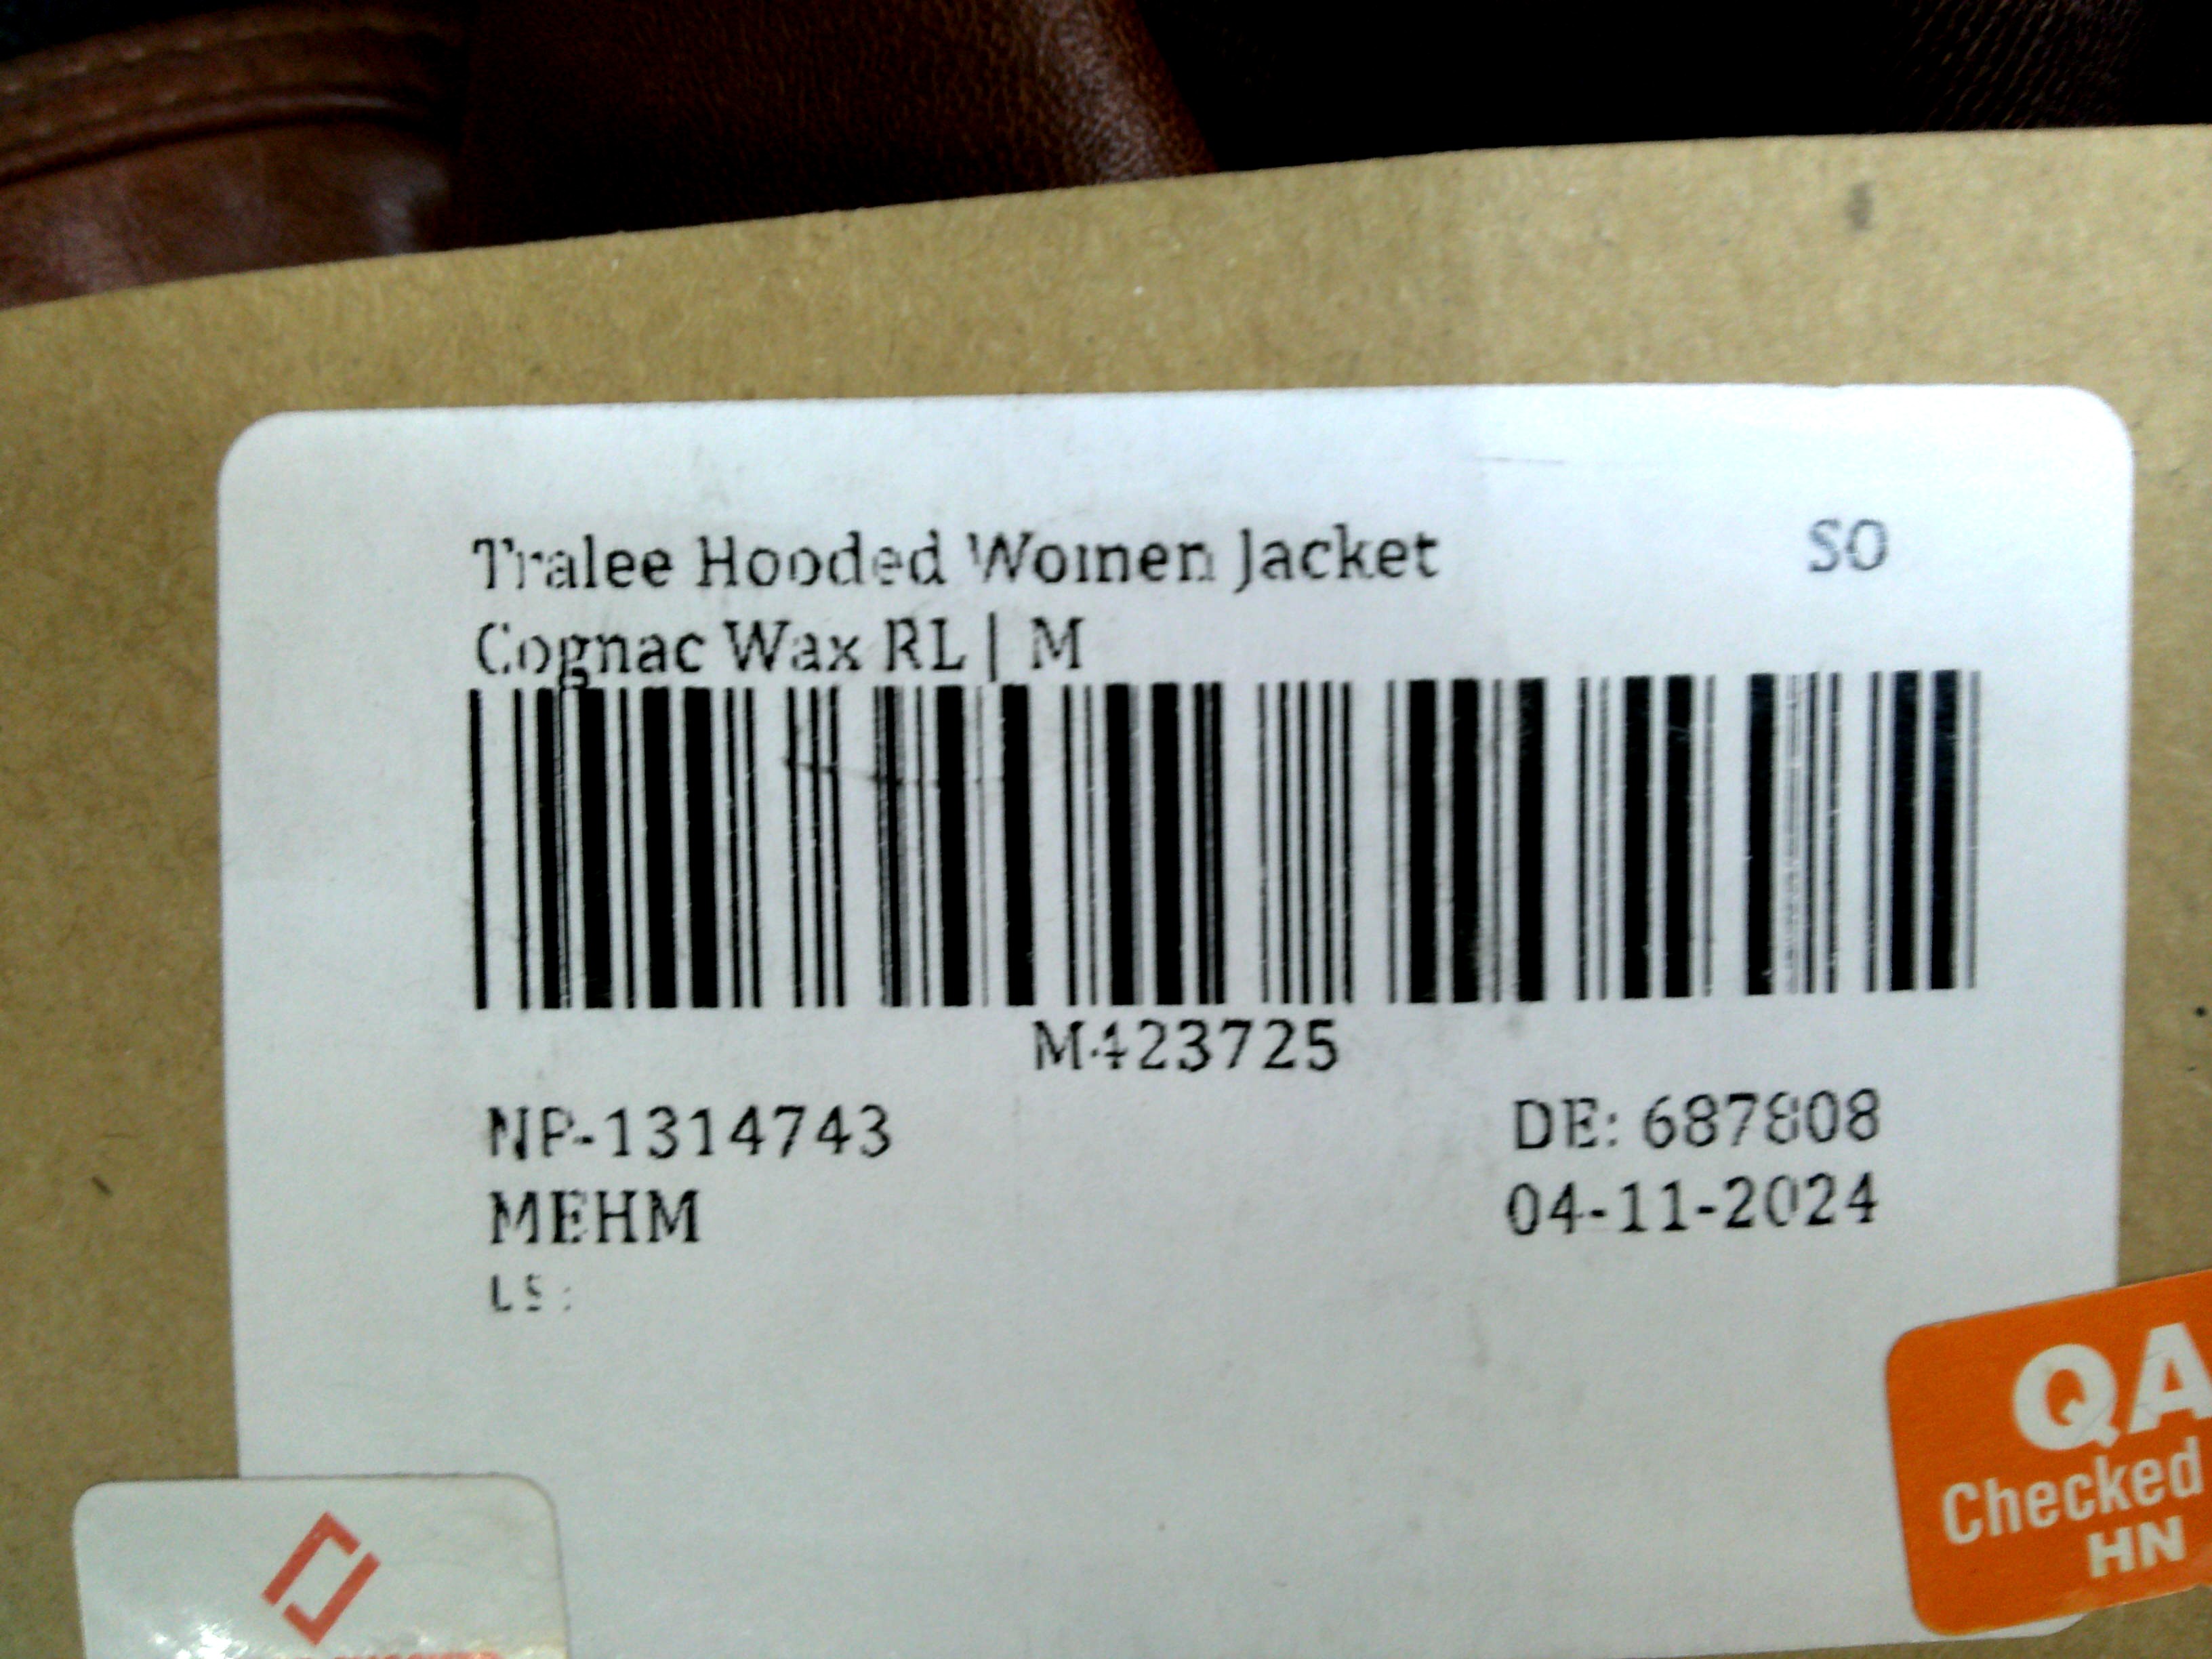 Tralee Hooded Women Jacket SO
Cognac Wax RL | M
M423725
NP-1314743 DE: 687808
MEHM 04-11-2024
LS:
QA
Checked
HN